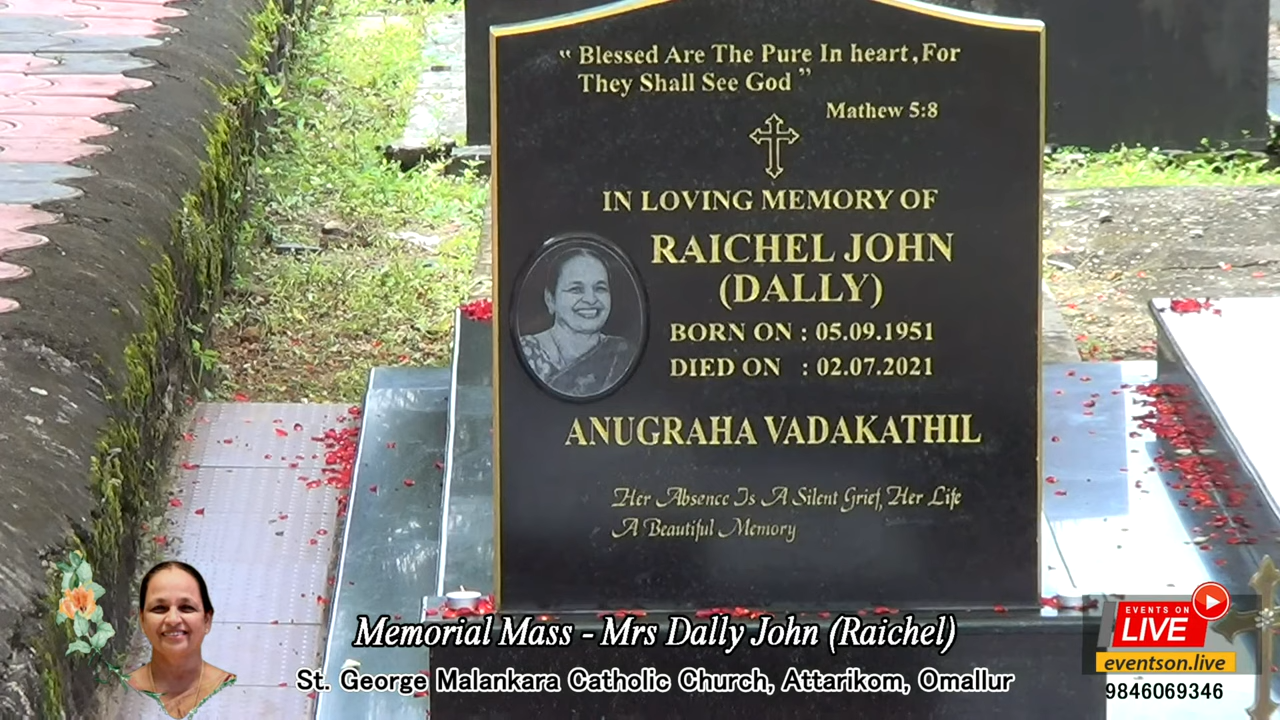 “ Blessed Are The Pure In heart, For
They Shall See God ”
Mathew 5:8
IN LOVING MEMORY OF
RAICHEL JOHN
(DALLY)
BORN ON : 05.09.1951
DIED ON : 02.07.2021
ANUGRAHA VADAKATHIL
Her Absence Is A Silent Grief, Her Life
A Beautiful Memory
Memorial Mass - Mrs Dally John (Raichel)
St. George Malankara Catholic Church, Attarikom, Omallur
EVENTS ON
LIVE
eventson.live
9846069346